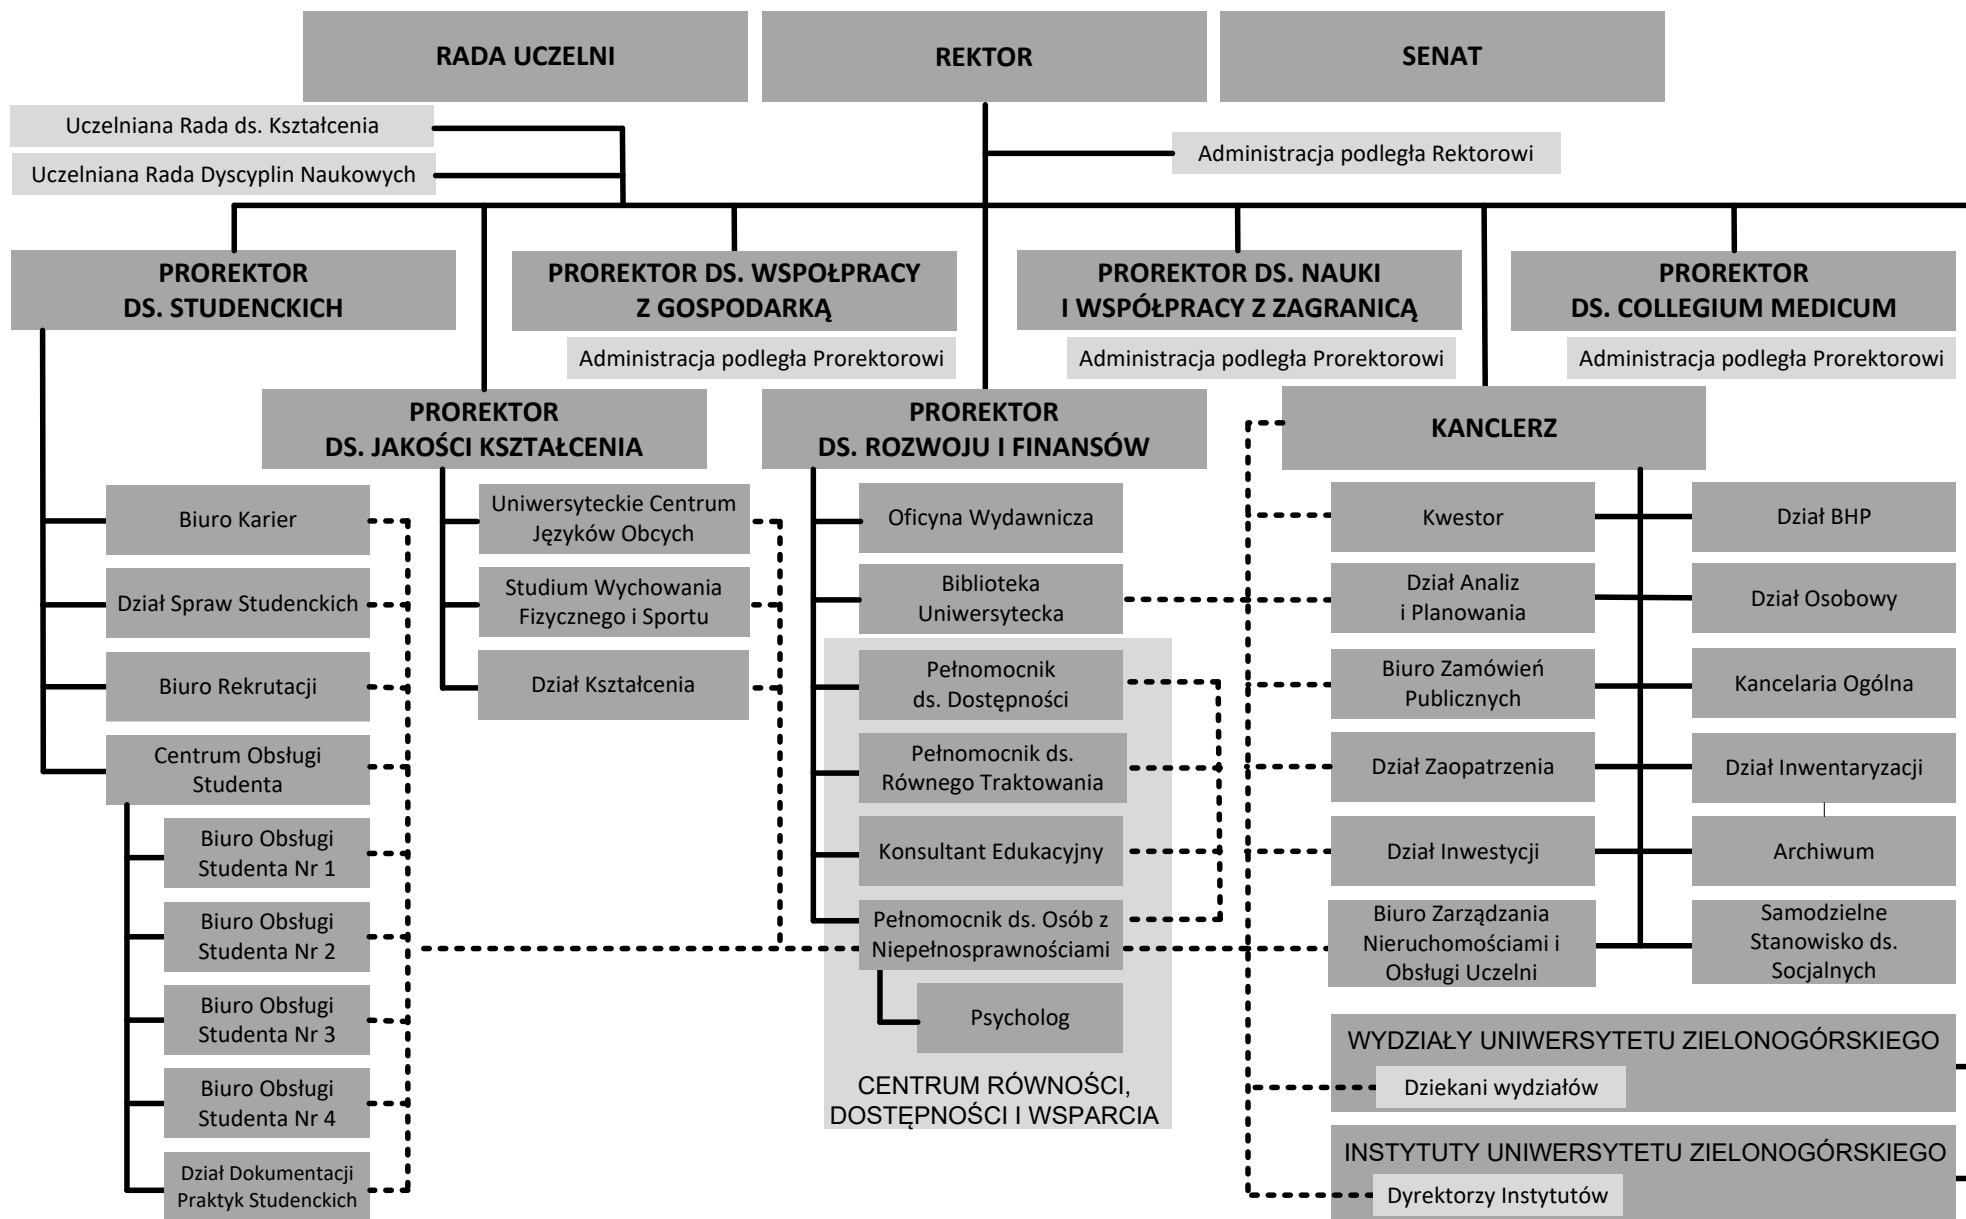 RADA UCZELNI
REKTOR
SENAT
Uczelniana Rada ds. Kształcenia
Uczelniana Rada Dyscyplin Naukowych
Administracja podległa Rektorowi
PROREKTOR
DS. STUDENCKICH
PROREKTOR DS. WSPOŁPRACY
Z GOSPODARKĄ
PROREKTOR DS. NAUKI
I WSPÓŁPRACY Z ZAGRANICĄ
PROREKTOR
DS. COLLEGIUM MEDICUM
Administracja podległa Prorektorowi
Administracja podległa Prorektorowi
Administracja podległa Prorektorowi
PROREKTOR
DS. JAKOŚCI KSZTAŁCENIA
PROREKTOR
DS. ROZWOJU I FINANSÓW
KANCLERZ
Biuro Karier
Dział Spraw Studenckich
Biuro Rekrutacji
Centrum Obsługi
Studenta
Biuro Obsługi
Studenta Nr 1
Biuro Obsługi
Studenta Nr 2
Biuro Obsługi
Studenta Nr 3
Biuro Obsługi
Studenta Nr 4
Dział Dokumentacji
Praktyk Studenckich
Uniwersyteckie Centrum
Języków Obcych
Studium Wychowania
Fizycznego i Sportu
Dział Kształcenia
Oficyna Wydawnicza
Biblioteka
Uniwersytecka
Pełnomocnik
ds. Dostępności
Pełnomocnik ds.
Równego Traktowania
Konsultant Edukacyjny
Pełnomocnik ds. Osób z
Niepełnosprawnościami
Psycholog
CENTRUM RÓWNOŚCI,
DOSTĘPNOŚCI I WSPARCIA
Kwestor
Dział Analiz
i Planowania
Biuro Zamówień
Publicznych
Dział Zaopatrzenia
Dział Inwestycji
Biuro Zarządzania
Nieruchomościami i
Obsługi Uczelni
Dział BHP
Dział Osobowy
Kancelaria Ogólna
Dział Inwentaryzacji
Archiwum
Samodzielne
Stanowisko ds.
Socjalnych
WYDZIAŁY UNIWERSYTETU ZIELONOGÓRSKIEGO
Dziekani wydziałów
INSTYTUTY UNIWERSYTETU ZIELONOGÓRSKIEGO
Dyrektorzy Instytutów